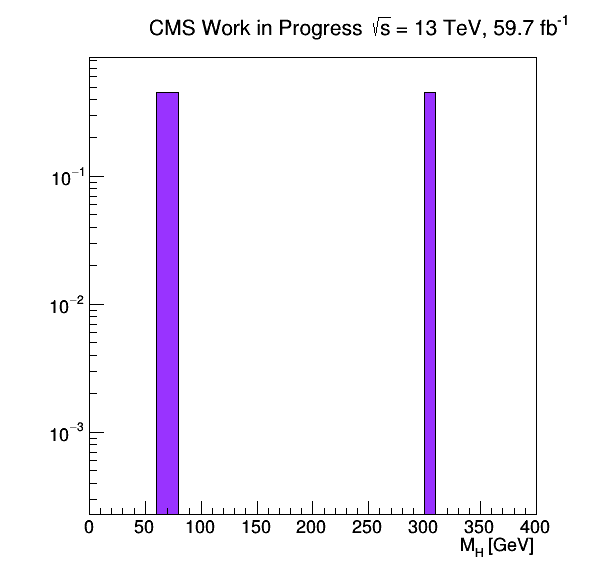 CMS Work in Progress √s = 13 TeV, 59.7 fb⁻¹
10⁻¹
10⁻²
10⁻³
0 50 100 150 200 250 300 350 400
M_H [GeV]